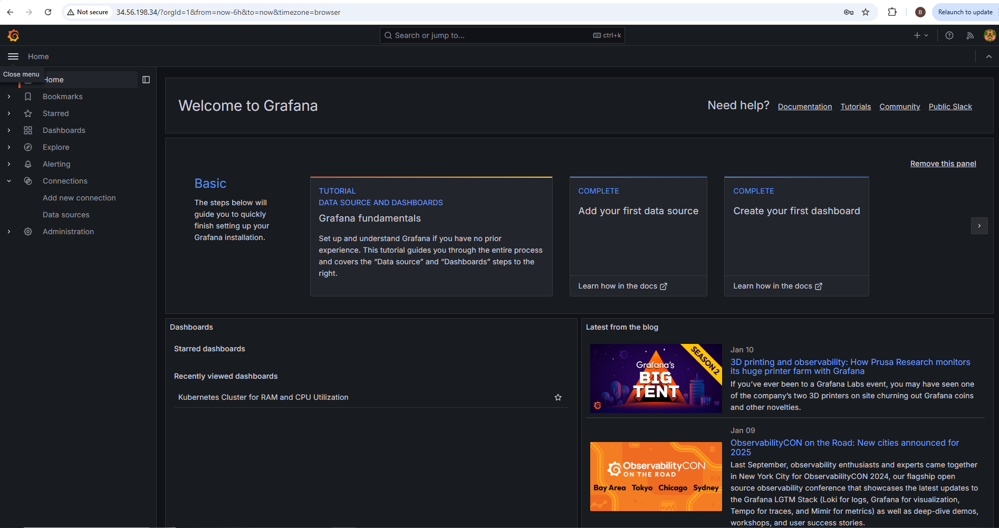 Not secure
34.56.198.34/?orgId=1&from=now-6h&to=now&timezone=browser
B
Relaunch to update
Search or jump to...
ctrl+k
Home
Close menu
Home
Bookmarks
Starred
Dashboards
Explore
Alerting
Connections
Add new connection
Data sources
Administration
Welcome to Grafana
Need help?
Documentation
Tutorials
Community
Public Slack
Remove this panel
Basic
The steps below will
guide you to quickly
finish setting up your
Grafana installation.
TUTORIAL
DATA SOURCE AND DASHBOARDS
Grafana fundamentals
Set up and understand Grafana if you have no prior
experience. This tutorial guides you through the entire process
and covers the “Data source” and “Dashboards” steps to the
right.
COMPLETE
Add your first data source
Learn how in the docs
COMPLETE
Create your first dashboard
Learn how in the docs
Dashboards
Starred dashboards
Recently viewed dashboards
Kubernetes Cluster for RAM and CPU Utilization
Latest from the blog
Grafana's
BIG
TENT
SEASON 2
Jan 10
3D printing and observability: How Prusa Research monitors
its huge printer farm with Grafana
If you’ve ever been to a Grafana Labs event, you may have seen one
of the company’s two 3D printers on site churning out Grafana coins
and other novelties.
ObservabilityCON
ON THE ROAD
Bay Area Tokyo Chicago Sydney
Jan 09
ObservabilityCON on the Road: New cities announced for
2025
Last September, observability enthusiasts and experts came together
in New York City for ObservabilityCON 2024, our flagship open
source observability conference that showcases the latest updates to
the Grafana LGTM Stack (Loki for logs, Grafana for visualization,
Tempo for traces, and Mimir for metrics) as well as deep-dive demos,
workshops, and user success stories.